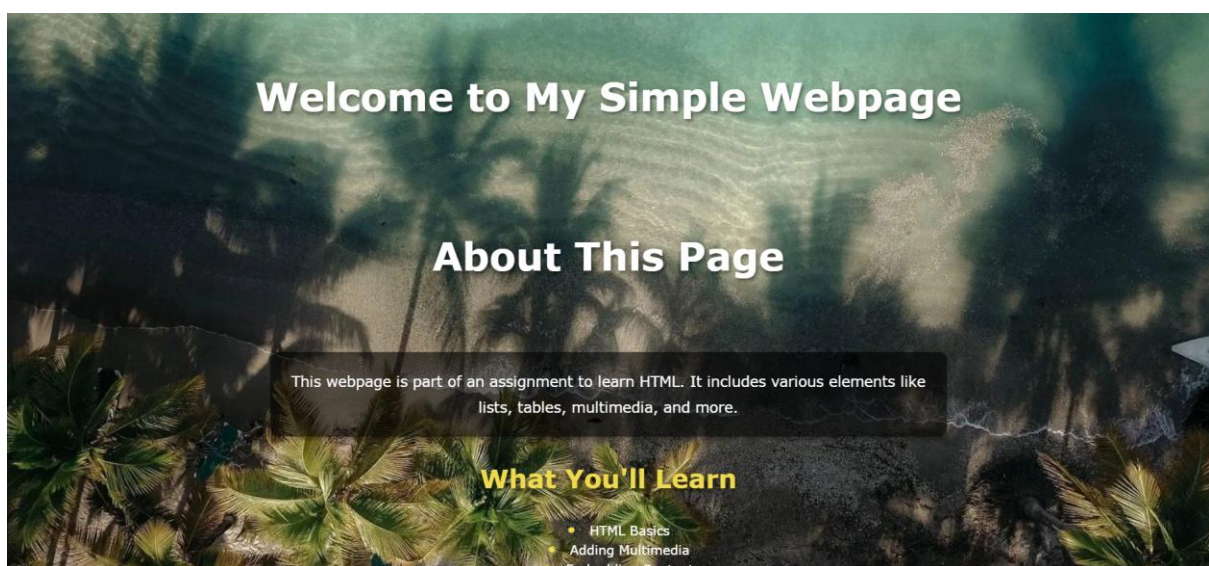 Welcome to My Simple Webpage
About This Page
This webpage is part of an assignment to learn HTML. It includes various elements like
lists, tables, multimedia, and more.
What You'll Learn
HTML Basics
Adding Multimedia